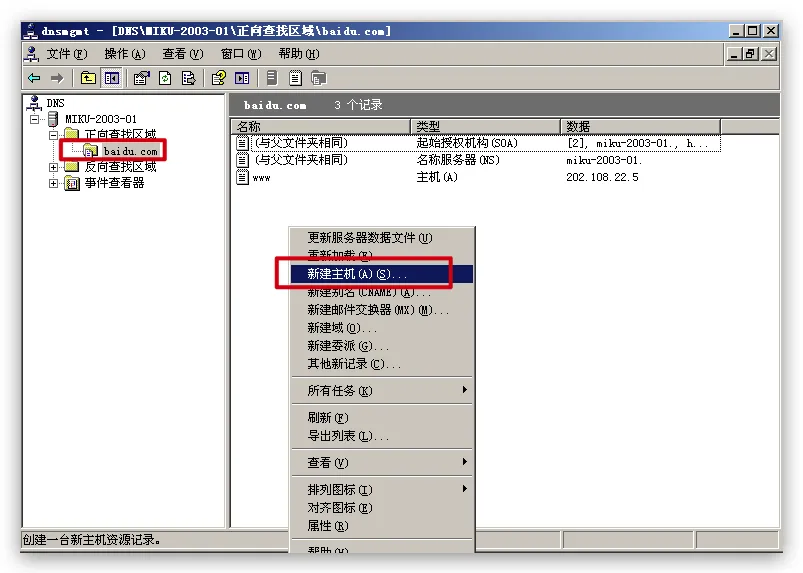 dnsmgmt - [DNS\MIKU-2003-01\正向查找区域\baidu.com]
文件(F) 操作(A) 查看(V) 窗口(W) 帮助(H)
DNS
MIKU-2003-01
正向查找区域
baidu.com
反向查找区域
事件查看器
baidu.com 3 个记录
名称 类型 数据
(与父文件夹相同) 起始授权机构(SOA) [2], miku-2003-01., h...
(与父文件夹相同) 名称服务器(NS) miku-2003-01.
www 主机(A) 202.108.22.5
更新服务器数据文件(U)
重新加载(E)
新建主机(A)(S)...
新建别名(CNAME)(A)...
新建邮件交换器(MX)(M)...
新建域(O)...
新建委派(G)...
其他新记录(C)...
所有任务(K)
刷新(F)
导出列表(L)...
查看(V)
排列图标(I)
对齐图标(E)
属性(R)
帮助(H)
创建一台新主机资源记录。